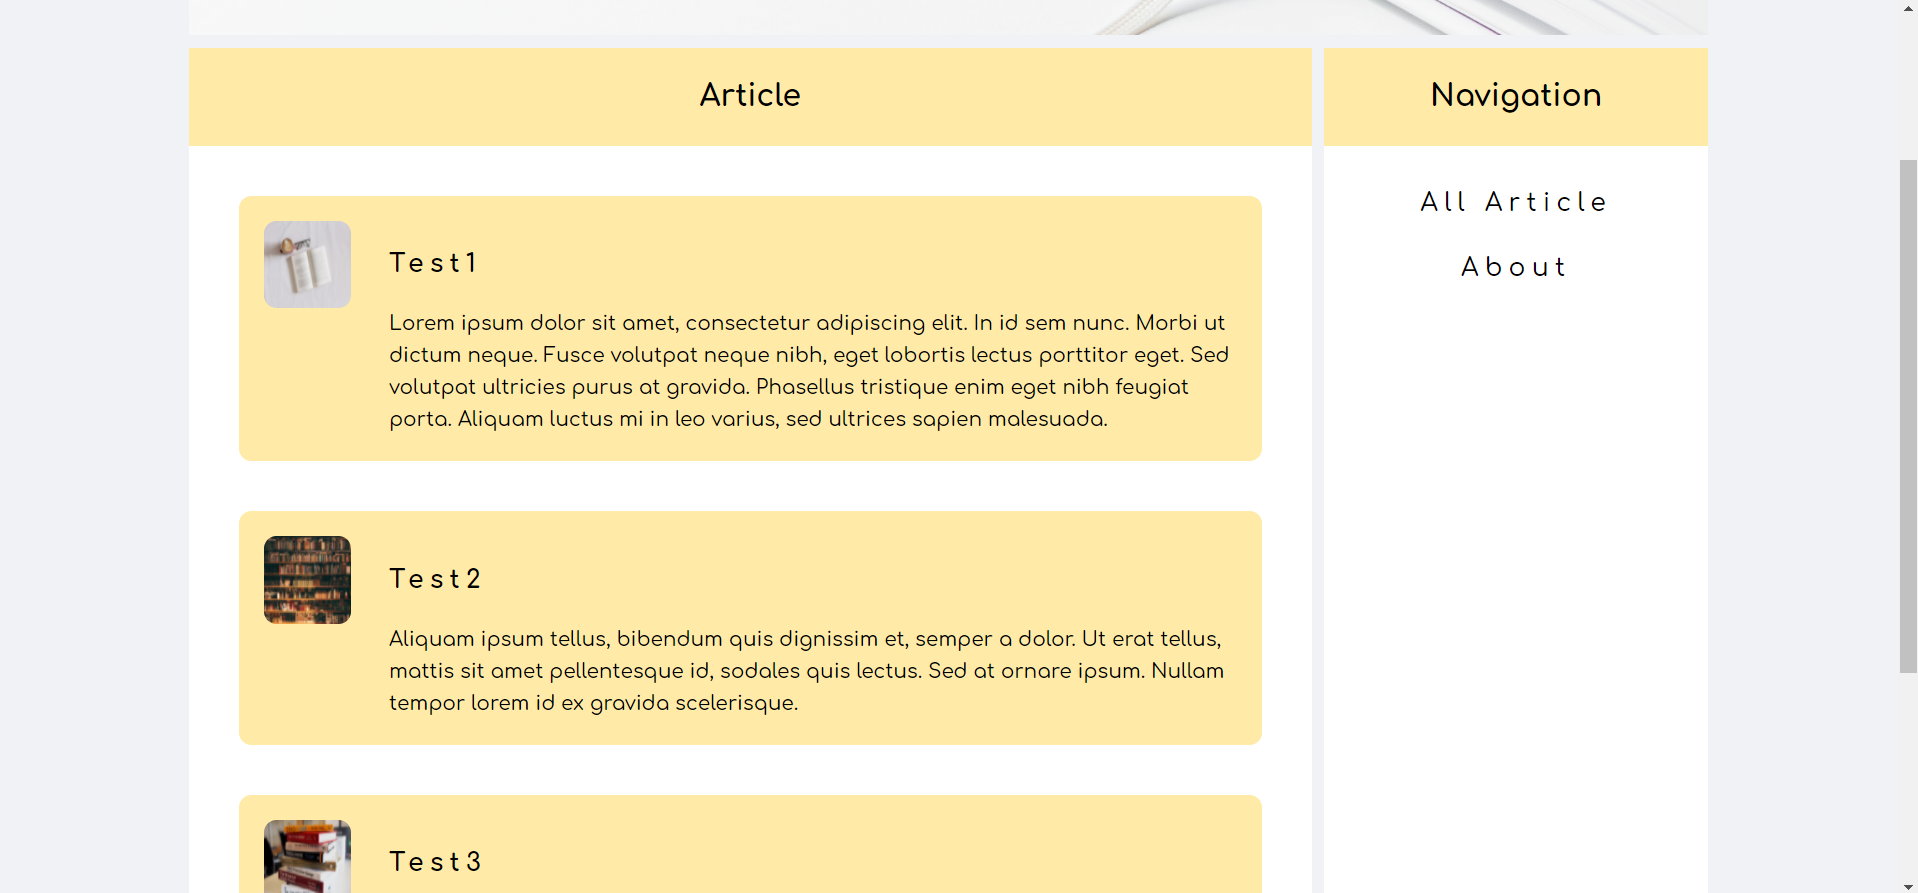 Article
Navigation
All Article
About
Test1
Lorem ipsum dolor sit amet, consectetur adipiscing elit. In id sem nunc. Morbi ut
dictum neque. Fusce volutpat neque nibh, eget lobortis lectus porttitor eget. Sed
volutpat ultricies purus at gravida. Phasellus tristique enim eget nibh feugiat
porta. Aliquam luctus mi in leo varius, sed ultrices sapien malesuada.
Test2
Aliquam ipsum tellus, bibendum quis dignissim et, semper a dolor. Ut erat tellus,
mattis sit amet pellentesque id, sodales quis lectus. Sed at ornare ipsum. Nullam
tempor lorem id ex gravida scelerisque.
Test3